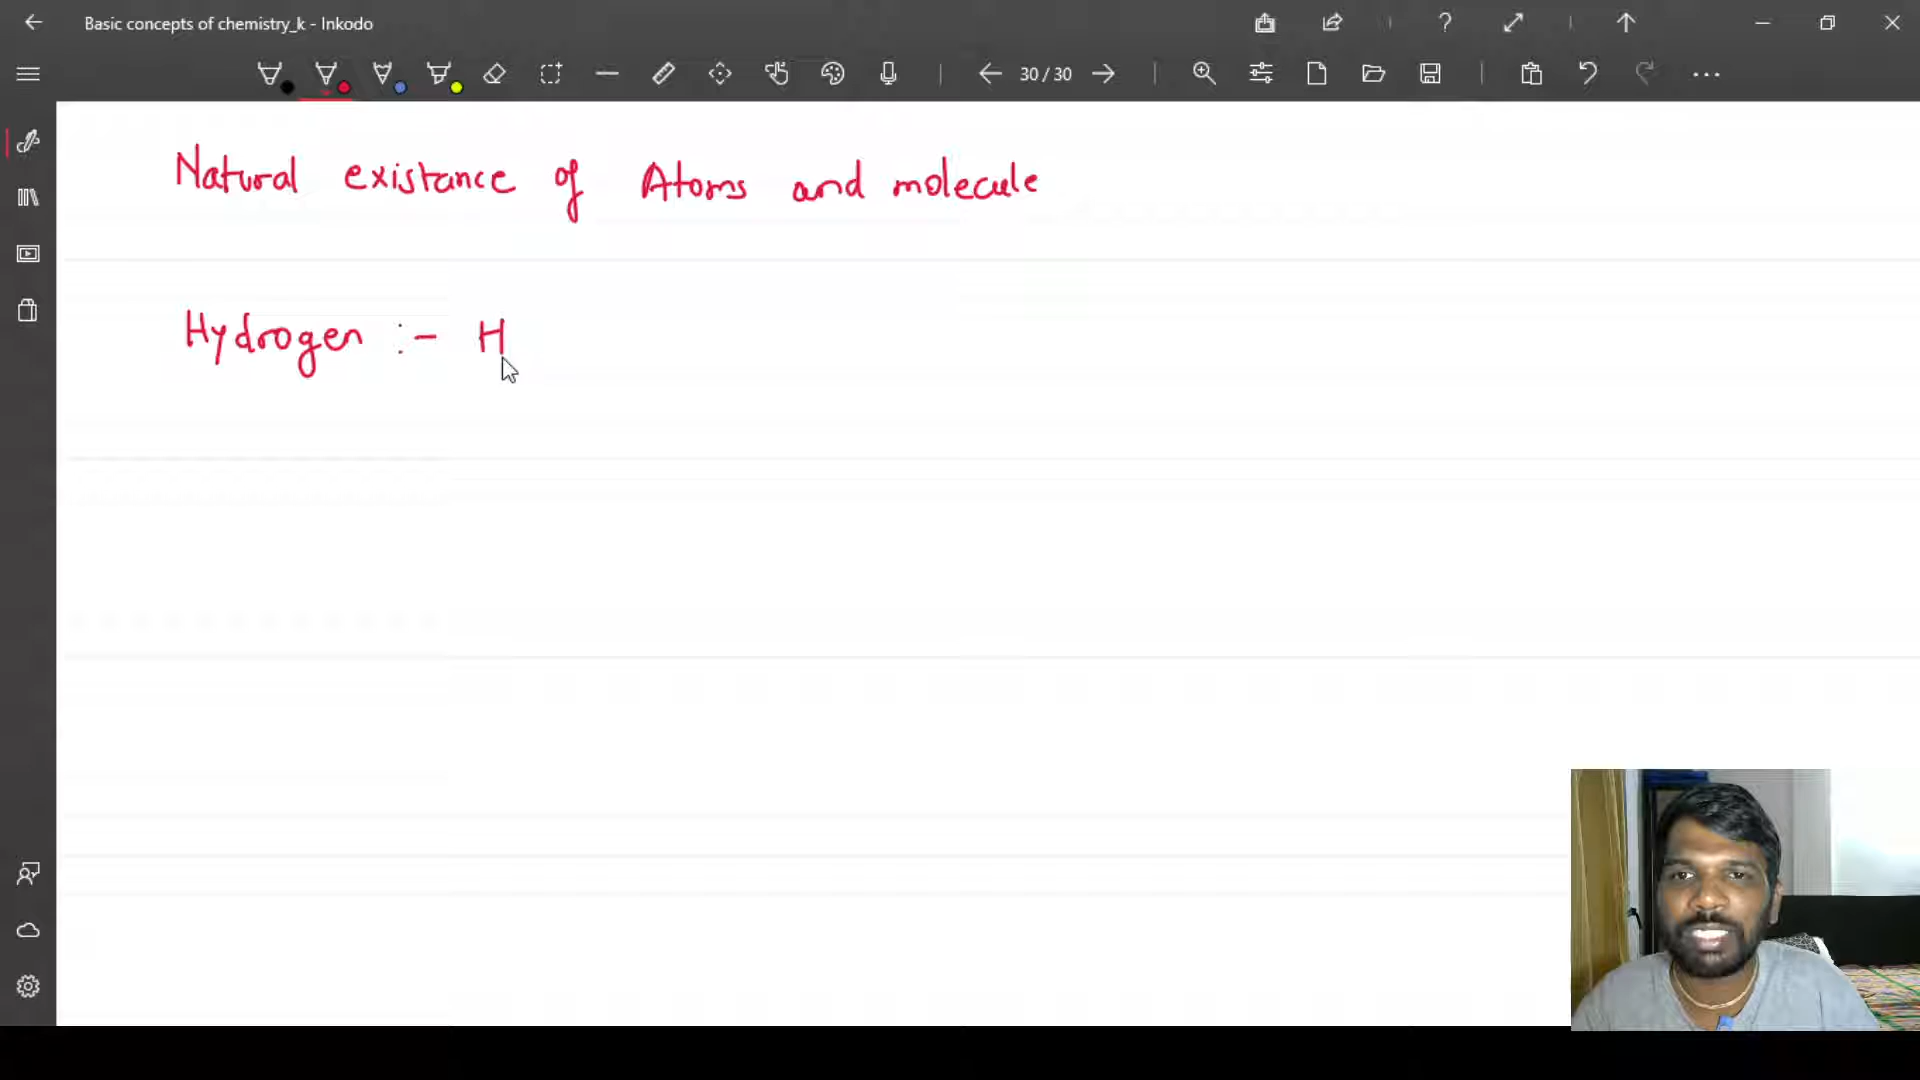 Basic concepts of chemistry_k - Inkodo
30 / 30
Natural existance of Atoms and molecule
Hydrogen :- H